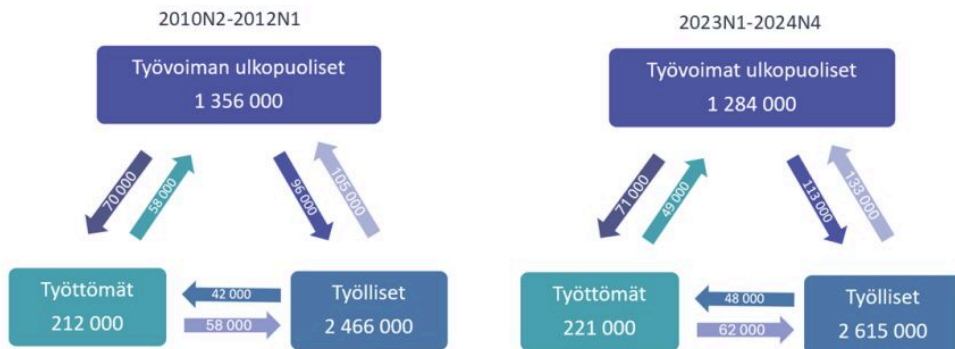 2010N2-2012N1
Työvoiman ulkopuoliset
1 356 000
70 000
58 000
96 000
105 000
Työttömät
212 000
42 000
58 000
Työlliset
2 466 000
2023N1-2024N4
Työvoimat ulkopuoliset
1 284 000
71 000
49 000
113 000
133 000
Työttömät
221 000
48 000
62 000
Työlliset
2 615 000